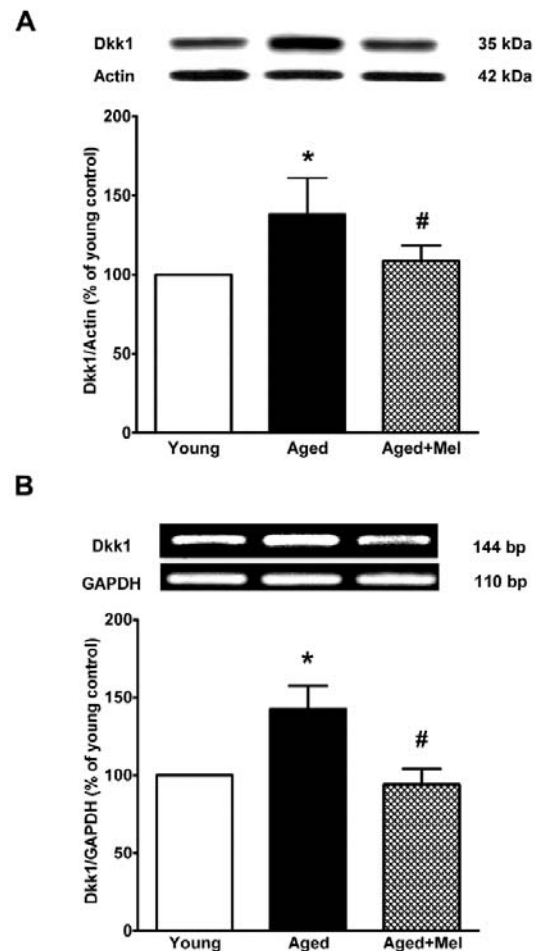 A
Dkk1 35 kDa
Actin 42 kDa
Dkk1/Actin (% of young control)
200
150
100
50
0
*
#
Young Aged Aged+Mel
B
Dkk1 144 bp
GAPDH 110 bp
Dkk1/GAPDH (% of young control)
200
150
100
50
0
*
#
Young Aged Aged+Mel